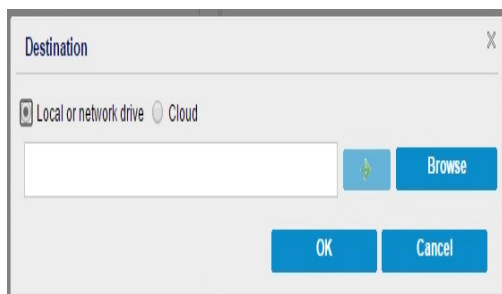 Destination
X
Local or network drive Cloud
Browse
OK Cancel